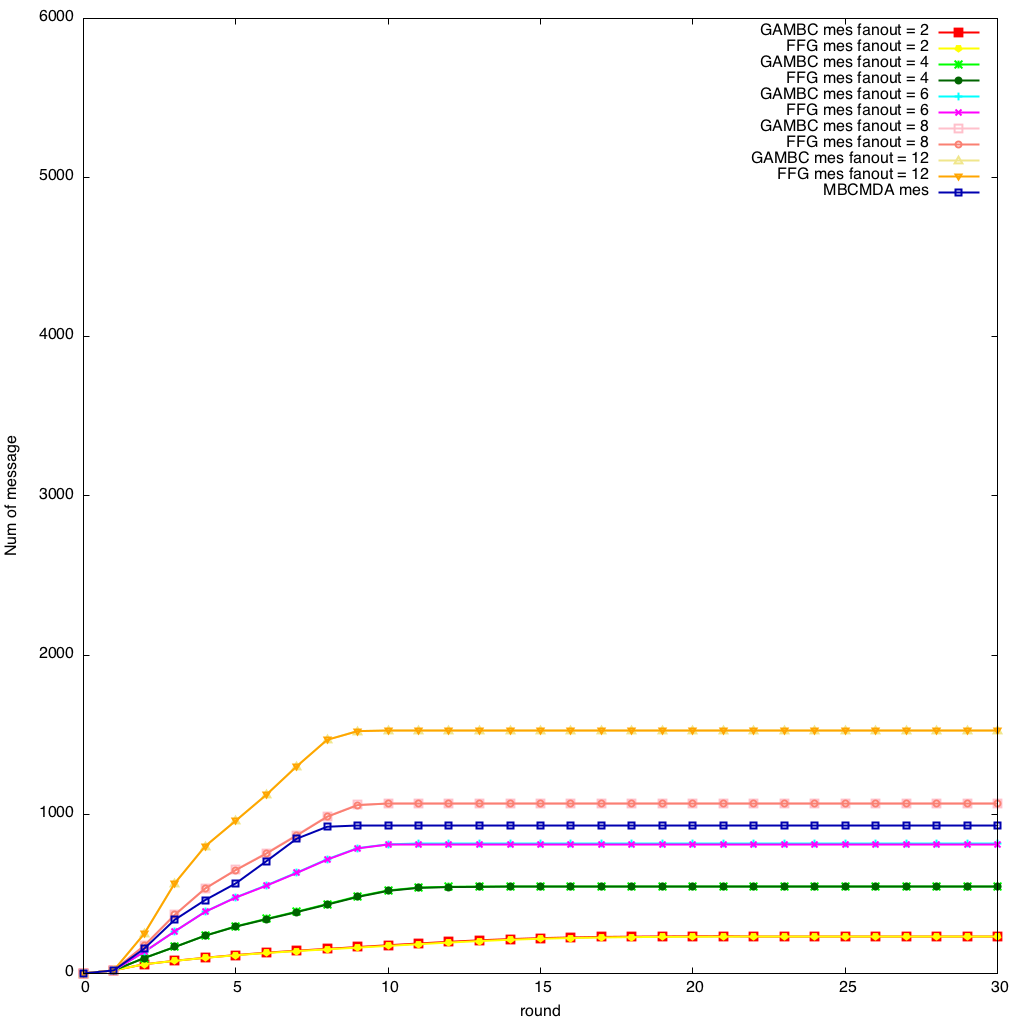 6000
5000
4000
3000
2000
1000
0
Num of message
GAMBC mes fanout = 2
FFG mes fanout = 2
GAMBC mes fanout = 4
FFG mes fanout = 4
GAMBC mes fanout = 6
FFG mes fanout = 6
GAMBC mes fanout = 8
FFG mes fanout = 8
GAMBC mes fanout = 12
FFG mes fanout = 12
MBCMDA mes
0 5 10 15 20 25 30
round